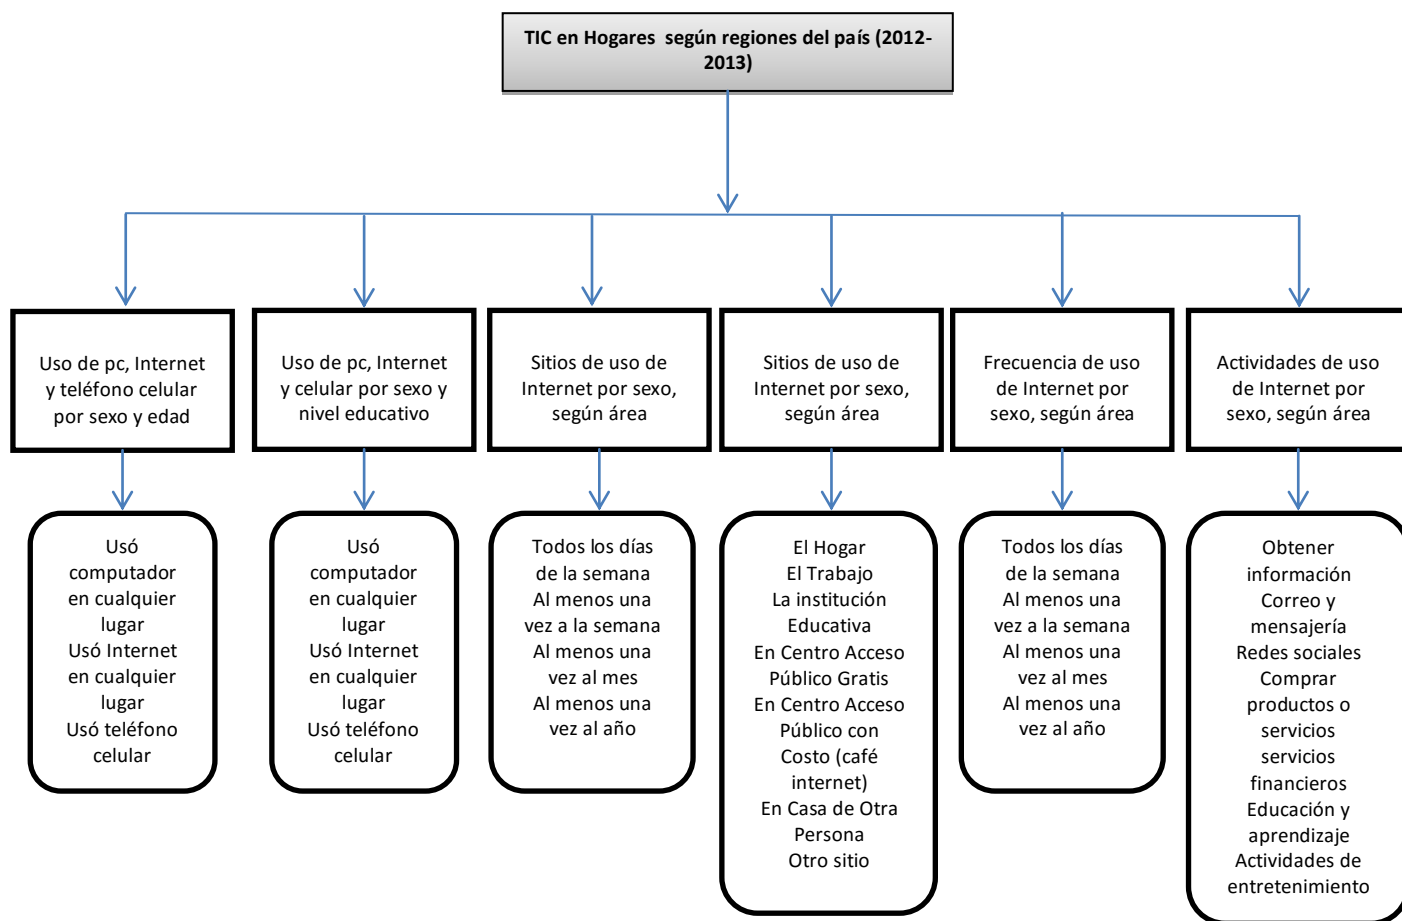 TIC en Hogares  según regiones del país (2012-
2013)
Uso de pc, Internet
y teléfono celular
por sexo y edad
Uso de pc, Internet
y celular por sexo y
nivel educativo
Sitios de uso de
Internet por sexo,
según área
Sitios de uso de
Internet por sexo,
según área
Frecuencia de uso
de Internet por
sexo, según área
Actividades de uso
de Internet por
sexo, según área
Usó
computador
en cualquier
lugar
Usó Internet
en cualquier
lugar
Usó teléfono
celular
Usó
computador
en cualquier
lugar
Usó Internet
en cualquier
lugar
Usó teléfono
celular
Todos los días
de la semana
Al menos una
vez a la semana
Al menos una
vez al mes
Al menos una
vez al año
El Hogar
El Trabajo
La institución
Educativa
En Centro Acceso
Público Gratis
En Centro Acceso
Público con
Costo (café
internet)
En Casa de Otra
Persona
Otro sitio
Todos los días
de la semana
Al menos una
vez a la semana
Al menos una
vez al mes
Al menos una
vez al año
Obtener
información
Correo y
mensajería
Redes sociales
Comprar
productos o
servicios
servicios
financieros
Educación y
aprendizaje
Actividades de
entretenimiento